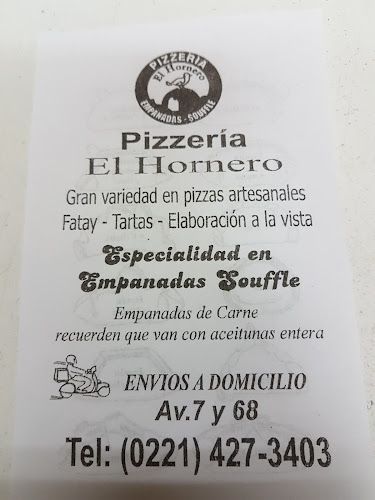 PIZZERIA
El Hornero
EMPANADAS - SOUFFLE
Pizzería
El Hornero
Gran variedad en pizzas artesanales
Fatay - Tartas - Elaboración a la vista
Especialidad en
Empanadas Souffle
Empanadas de Carne
recuerden que van con aceitunas entera
ENVIOS A DOMICILIO
Av.7 y 68
Tel: (0221) 427-3403